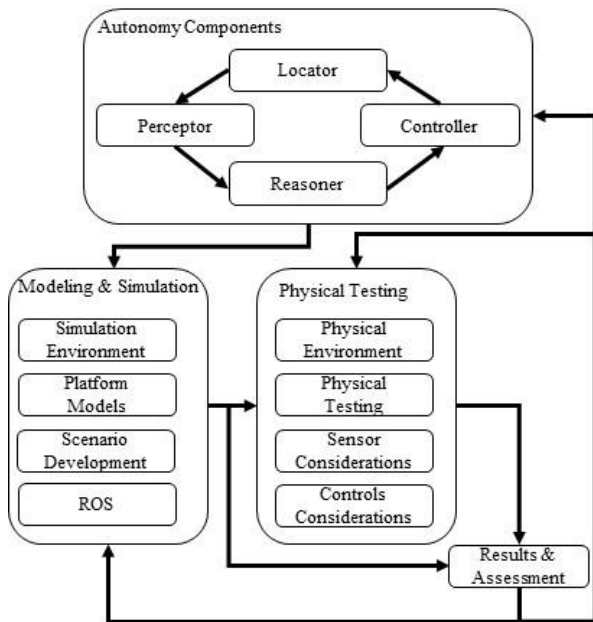 Autonomy Components
Locator
Perceptor
Controller
Reasoner
Modeling & Simulation
Simulation
Environment
Platform
Models
Scenario
Development
ROS
Physical Testing
Physical
Environment
Physical
Testing
Sensor
Considerations
Controls
Considerations
Results &
Assessment